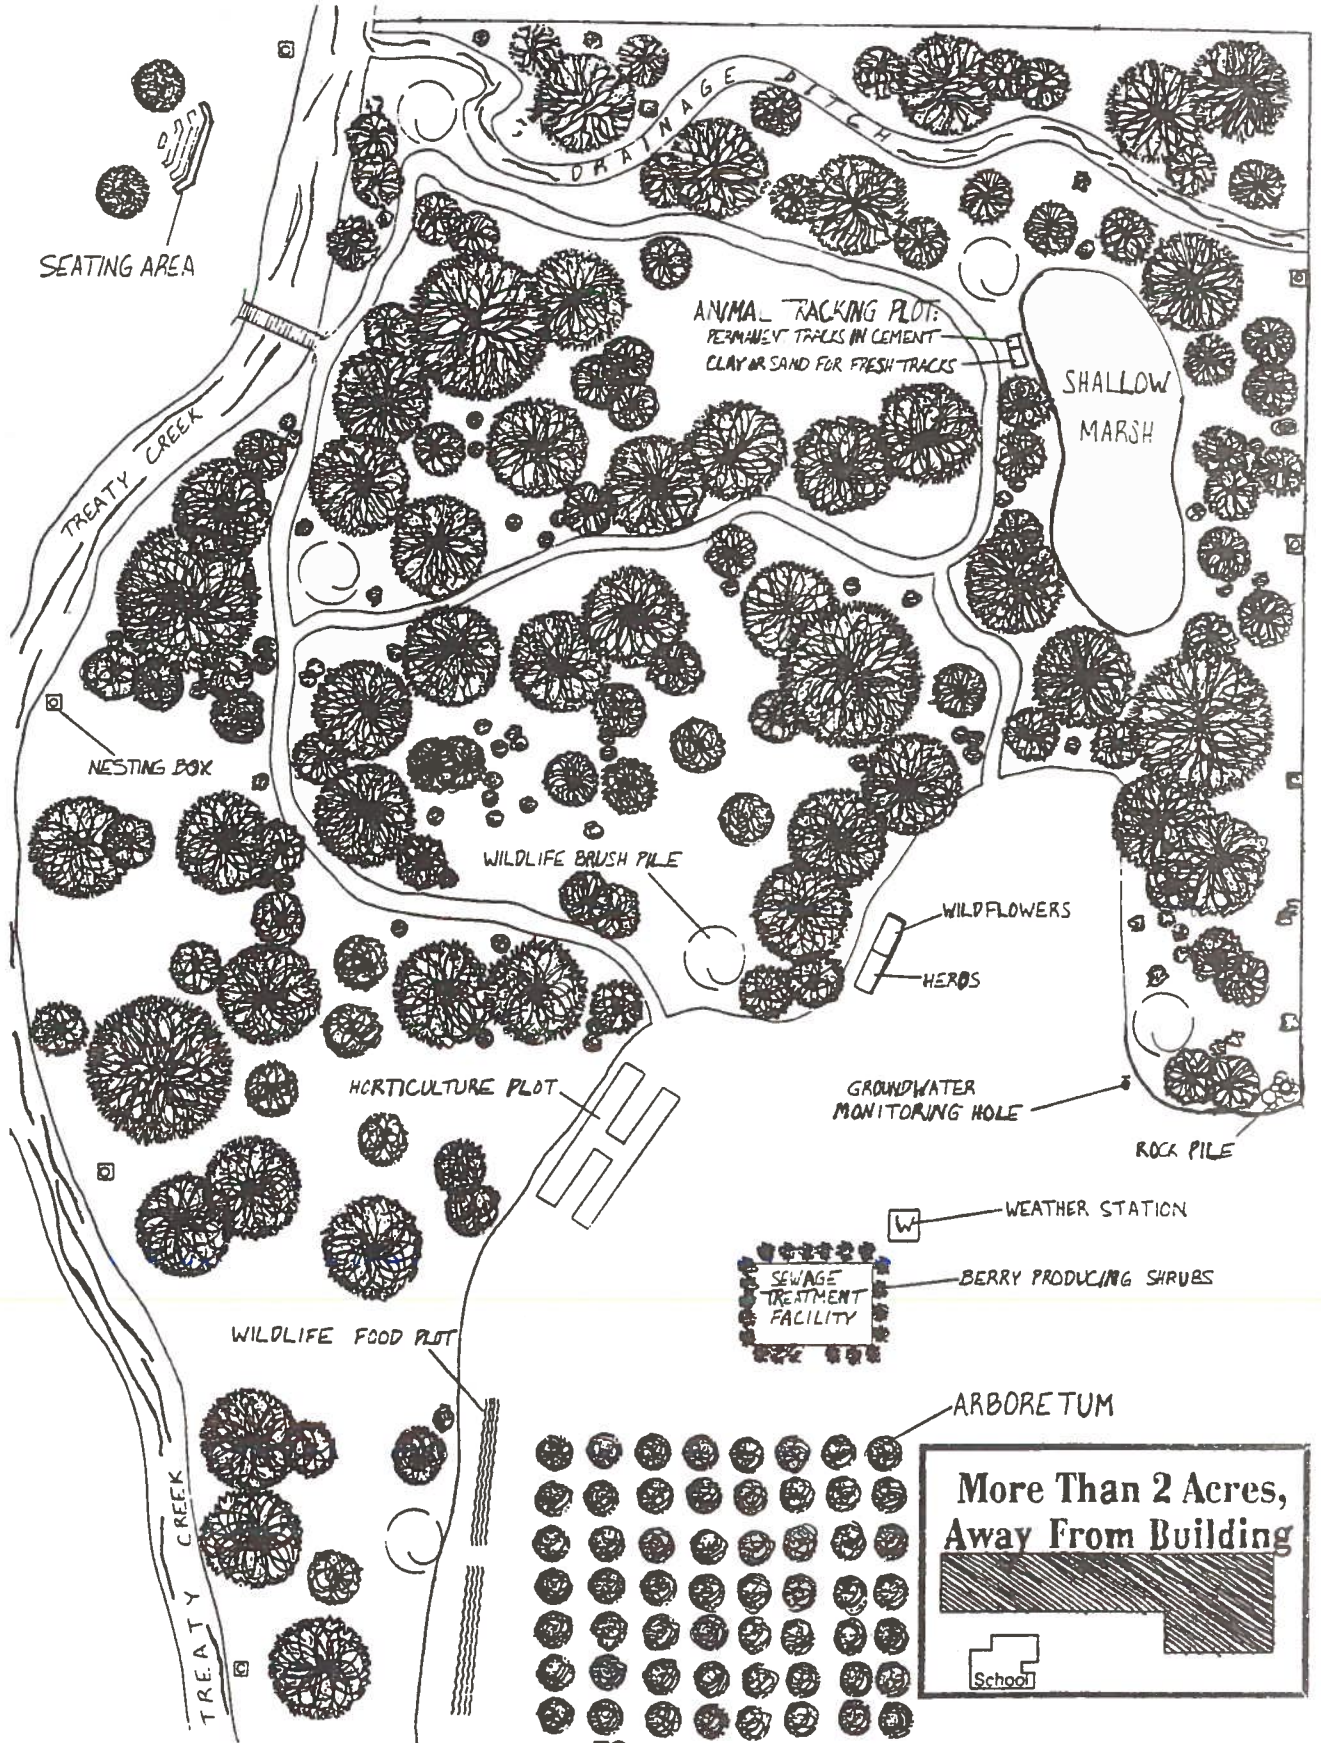 DRAINAGE DITCH
SEATING AREA
ANIMAL TRACKING PLOT:
PERMANENT TRACKS IN CEMENT
CLAY OR SAND FOR FRESH TRACKS
SHALLOW
MARSH
TREATY CREEK
NESTING BOX
WILDLIFE BRUSH PILE
WILDFLOWERS
HERBS
HORTICULTURE PLOT
GROUNDWATER
MONITORING HOLE
ROCK PILE
W
WEATHER STATION
SEWAGE
TREATMENT
FACILITY
BERRY PRODUCING SHRUBS
WILDLIFE FOOD PLOT
ARBORETUM
TREATY CREEK
More Than 2 Acres,
Away From Building
School